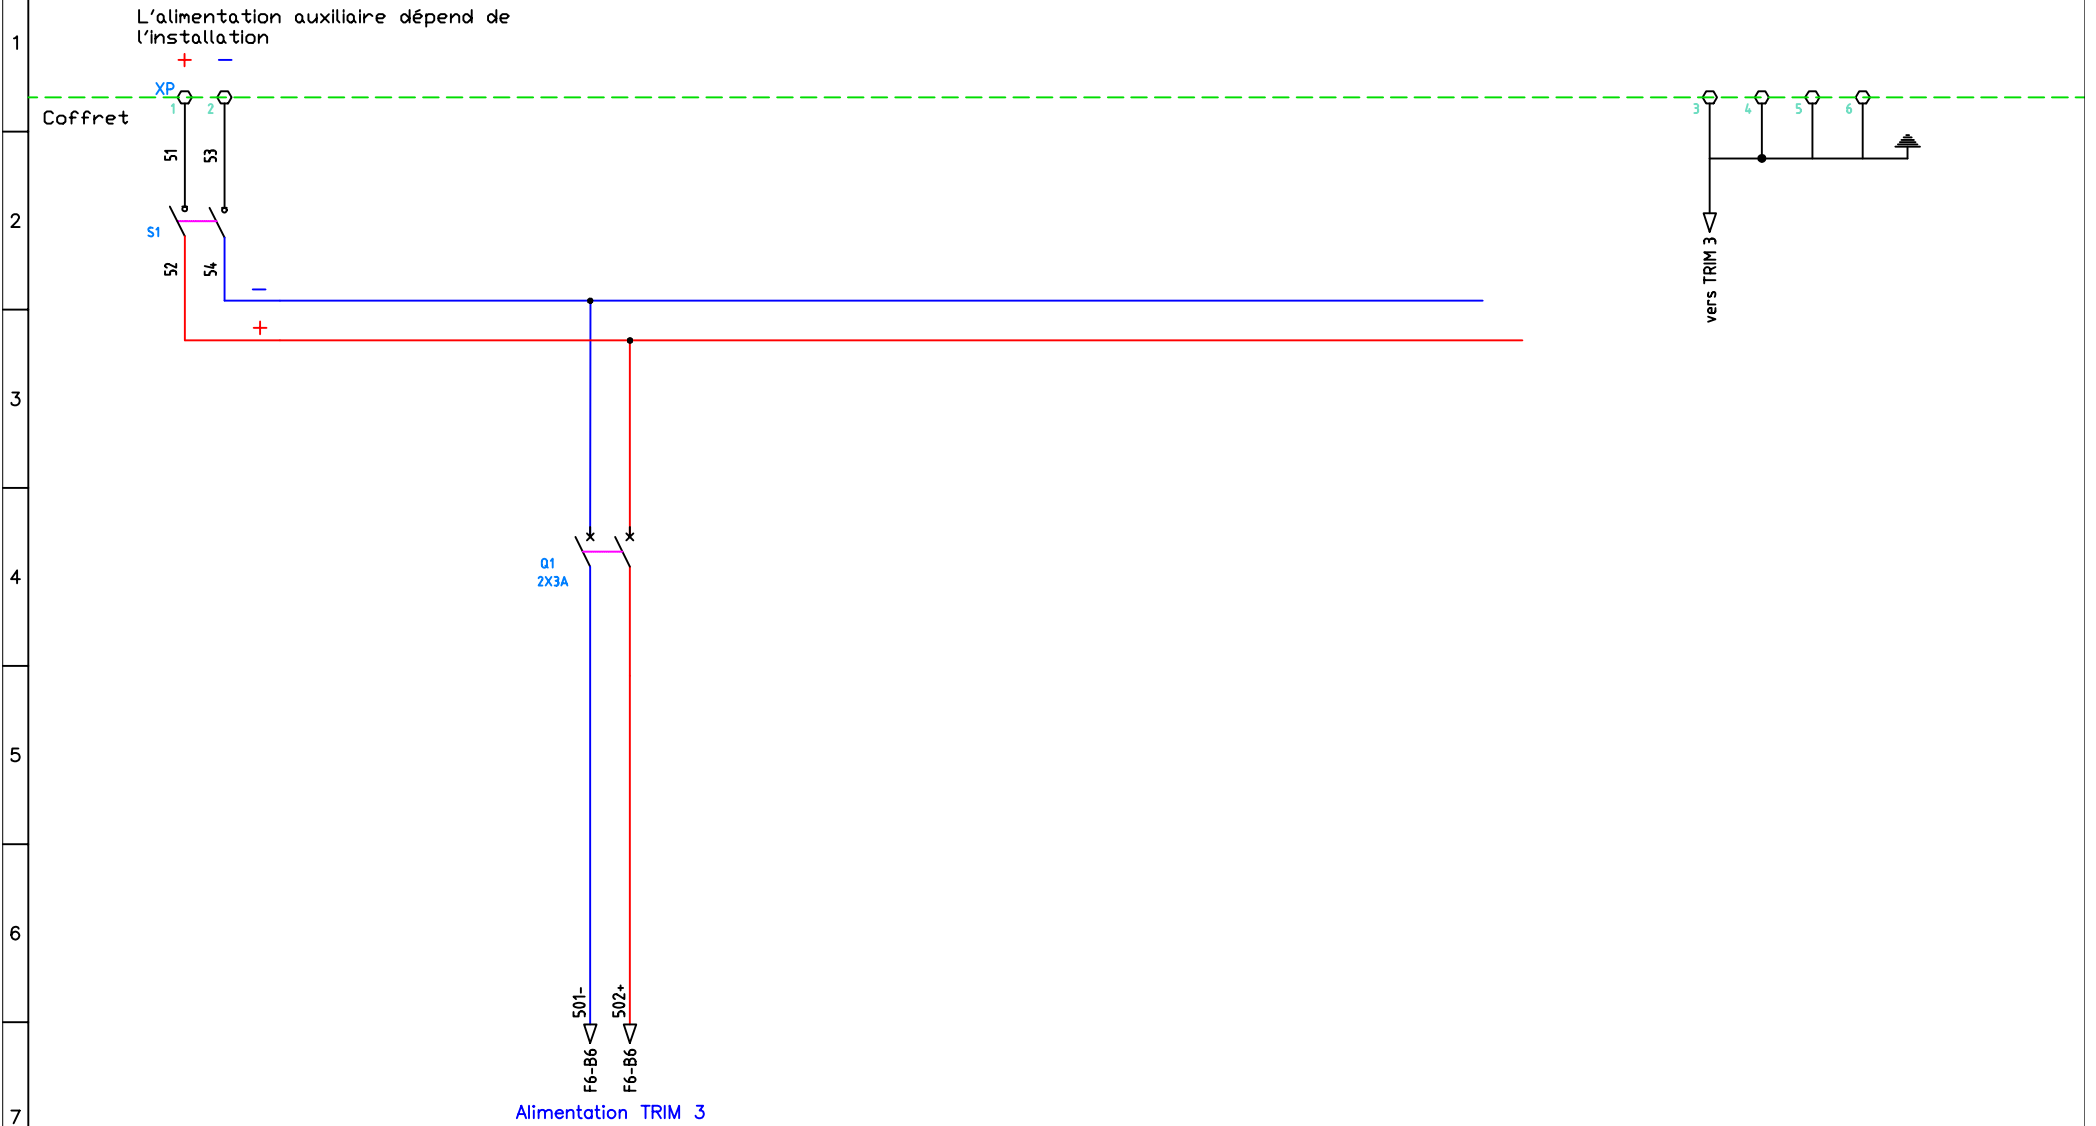 L'alimentation auxiliaire dépend de
l'installation
1
+ −
XP
1 2 3 4 5 6
Coffret
51 53
2
S1
52 54
vers TRIM 3
−
+
3
Q1
2X3A
4
5
6
501- 502+
F6-B6 F6-B6
Alimentation TRIM 3
7